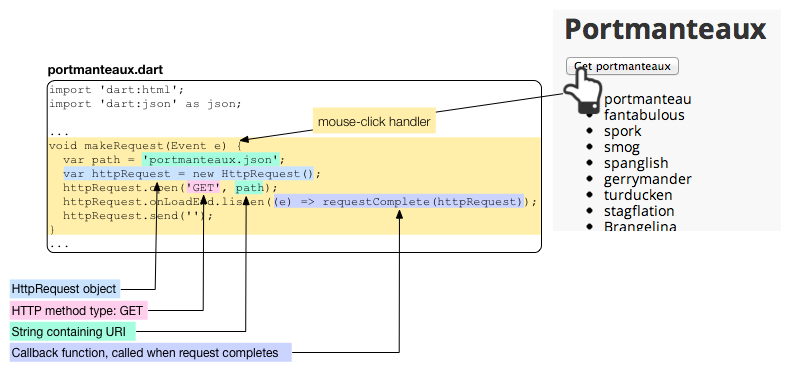 portmanteaux.dart
import 'dart:html';
import 'dart:json' as json;
...
void makeRequest(Event e) {
var path = 'portmanteaux.json';
var httpRequest = new HttpRequest();
httpRequest.open('GET', path);
httpRequest.onLoadEnd.listen((e) => requestComplete(httpRequest));
httpRequest.send('');
}
...
mouse-click handler
HttpRequest object
HTTP method type: GET
String containing URI
Callback function, called when request completes
Portmanteaux
Get portmanteaux
portmanteau
fantabulous
spork
smog
spanglish
gerrymander
turducken
stagflation
Brangelina